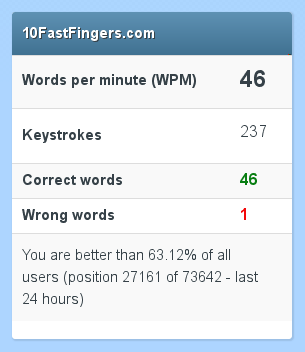 10FastFingers.com
Words per minute (WPM) 46
Keystrokes 237
Correct words 46
Wrong words 1
You are better than 63.12% of all
users (position 27161 of 73642 - last
24 hours)